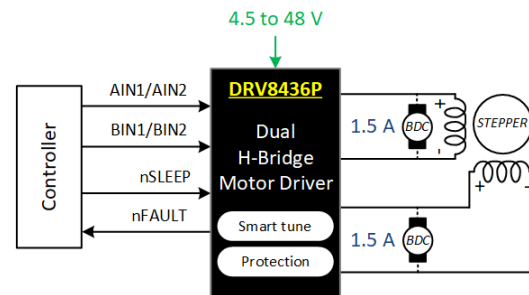 4.5 to 48 V
Controller
AIN1/AIN2
BIN1/BIN2
nSLEEP
nFAULT
DRV8436P
Dual
H-Bridge
Motor Driver
Smart tune
Protection
1.5 A
BDC
+
-
STEPPER
+
-
1.5 A
BDC